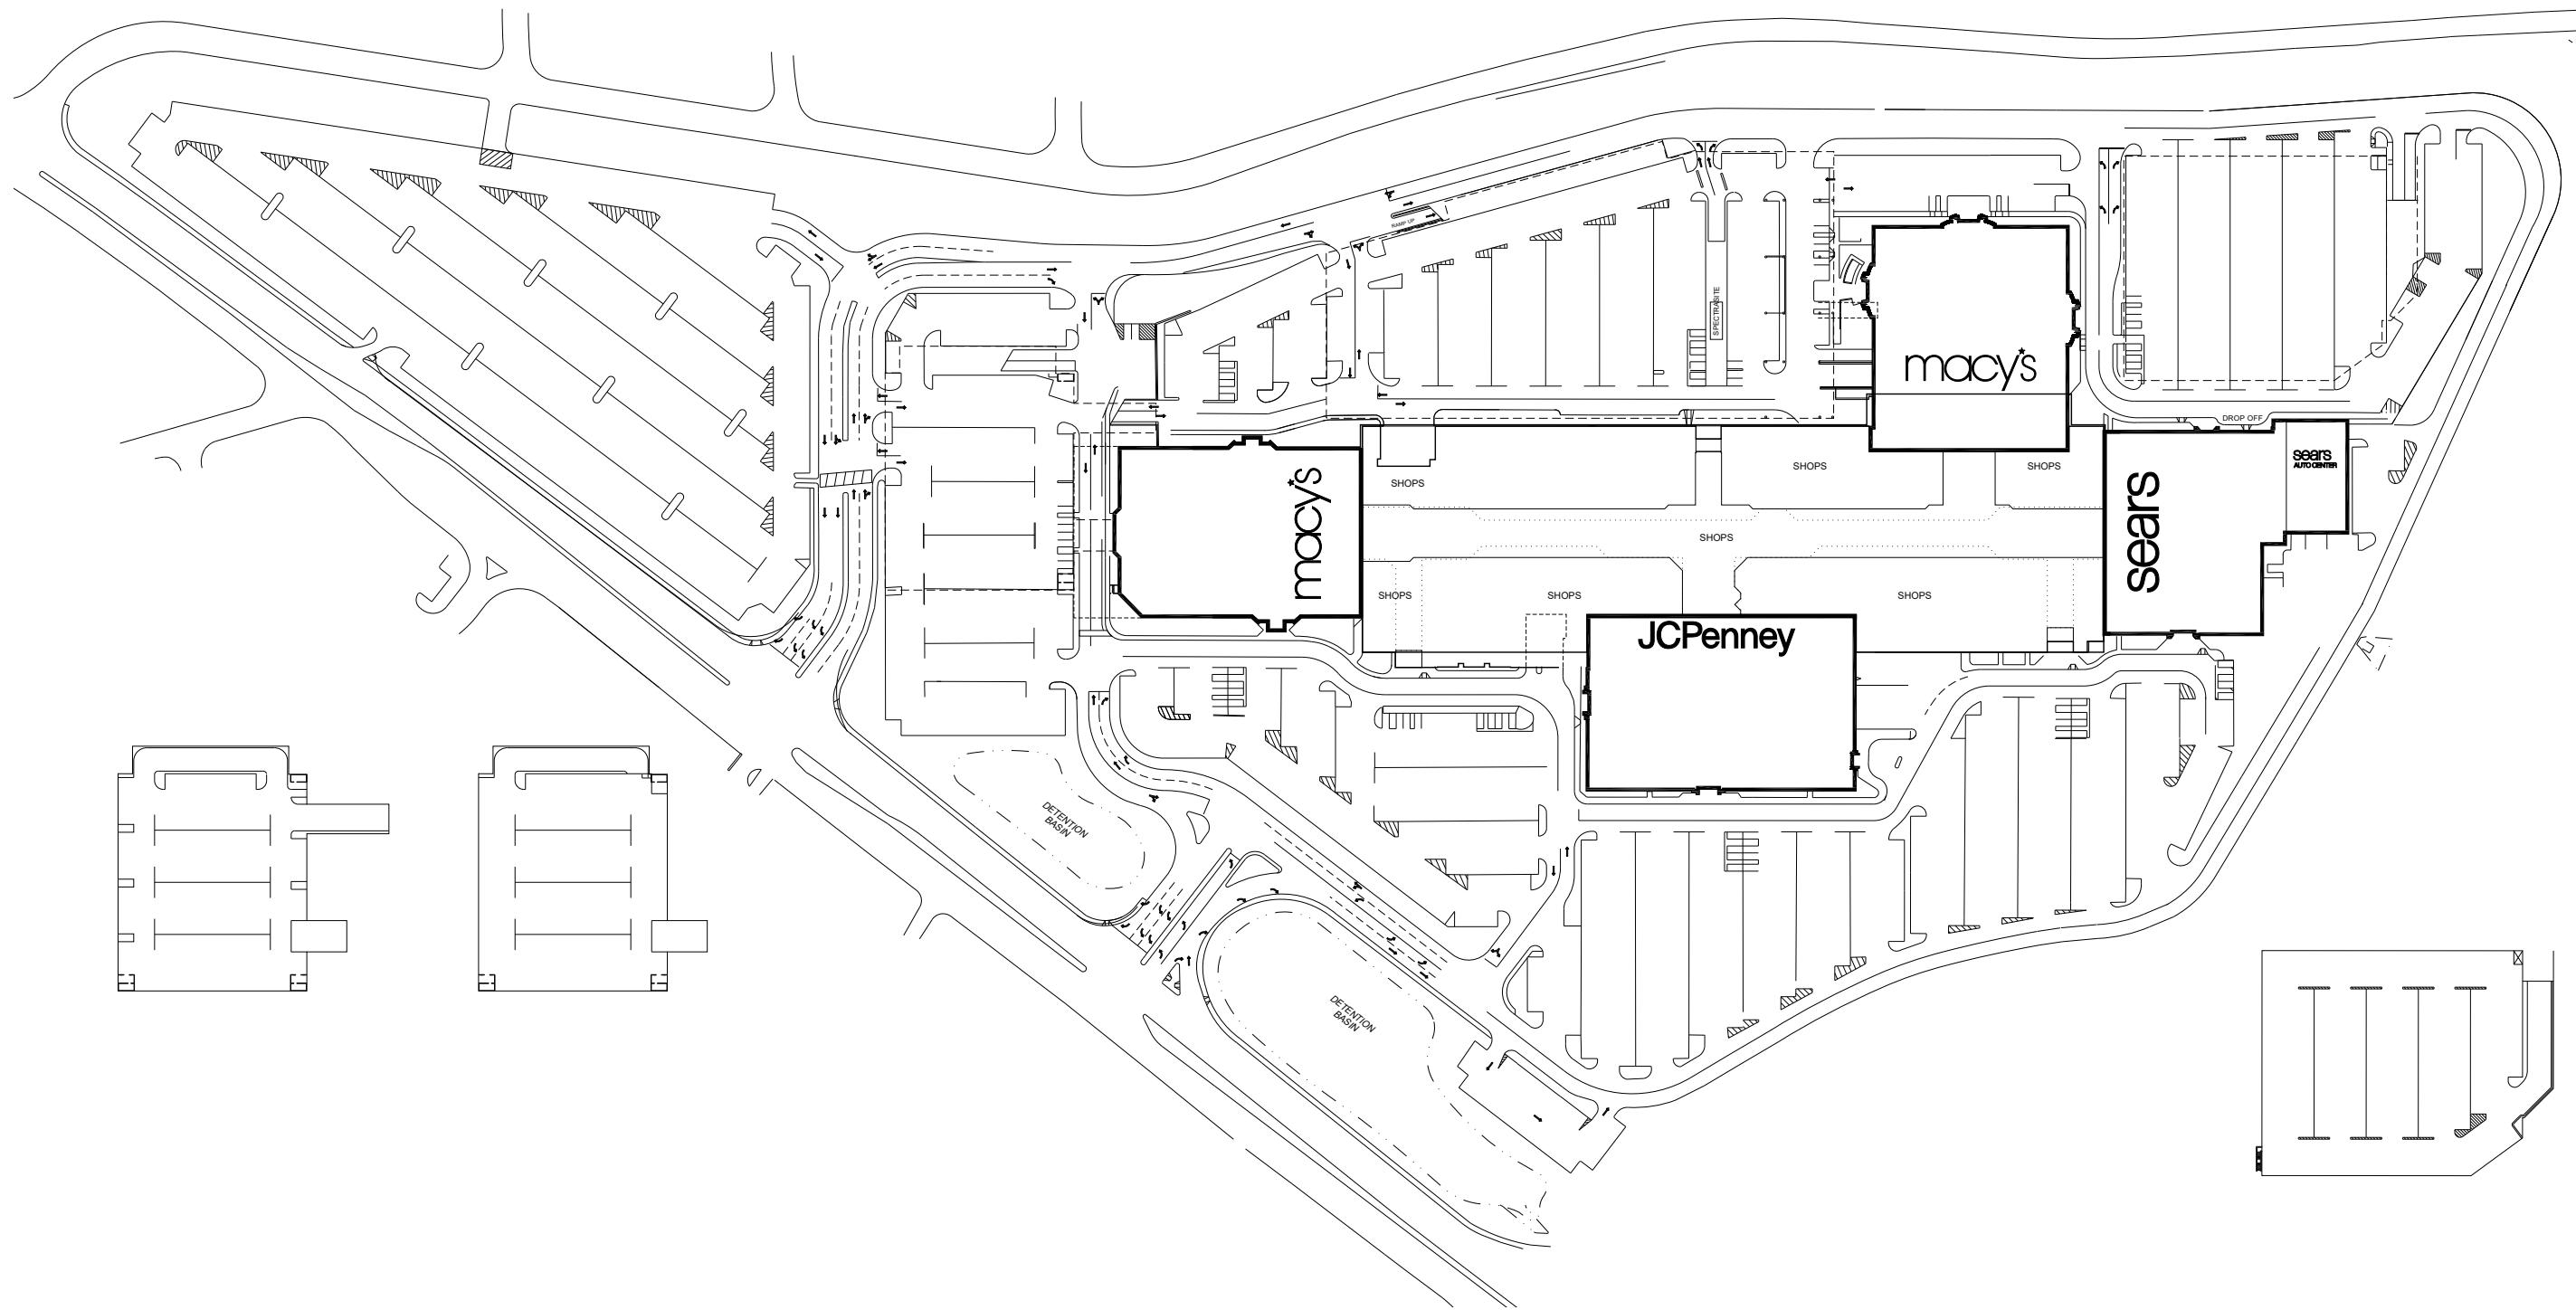 RAMP UP
SPECTRASITE
macy's
DROP OFF
sears
AUTO CENTER
SHOPS
SHOPS
SHOPS
macy's
sears
SHOPS
SHOPS
SHOPS
SHOPS
JCPenney
DETENTION
BASIN
DETENTION
BASIN